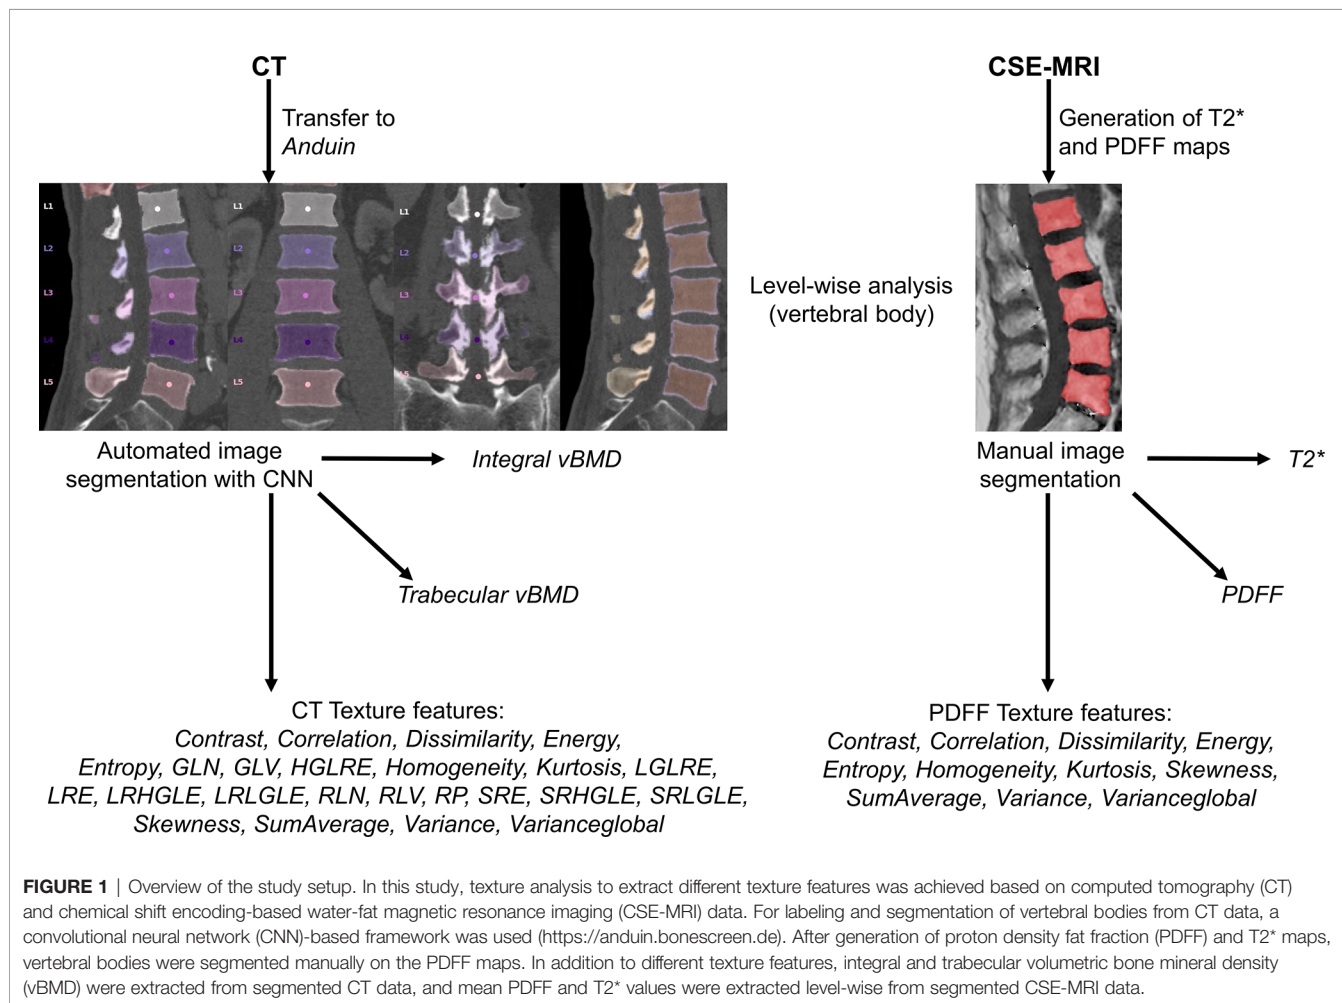 CT
CSE-MRI
Transfer to
Anduin
Generation of T2*
and PDFF maps
L1
L2
L3
L4
L5
L1
L2
L3
L4
L5
L1
L2
L3
L4
L5
Level-wise analysis
(vertebral body)
Automated image
segmentation with CNN
Integral vBMD
Trabecular vBMD
Manual image
segmentation
T2*
PDFF
CT Texture features:
Contrast, Correlation, Dissimilarity, Energy,
Entropy, GLN, GLV, HGLRE, Homogeneity, Kurtosis, LGLRE,
LRE, LRHGLE, LRLGLE, RLN, RLV, RP, SRE, SRHGLE, SRLGLE,
Skewness, SumAverage, Variance, Varianceglobal
PDFF Texture features:
Contrast, Correlation, Dissimilarity, Energy,
Entropy, Homogeneity, Kurtosis, Skewness,
SumAverage, Variance, Varianceglobal
FIGURE 1 | Overview of the study setup. In this study, texture analysis to extract different texture features was achieved based on computed tomography (CT)
and chemical shift encoding-based water-fat magnetic resonance imaging (CSE-MRI) data. For labeling and segmentation of vertebral bodies from CT data, a
convolutional neural network (CNN)-based framework was used (https://anduin.bonescreen.de). After generation of proton density fat fraction (PDFF) and T2* maps,
vertebral bodies were segmented manually on the PDFF maps. In addition to different texture features, integral and trabecular volumetric bone mineral density
(vBMD) were extracted from segmented CT data, and mean PDFF and T2* values were extracted level-wise from segmented CSE-MRI data.